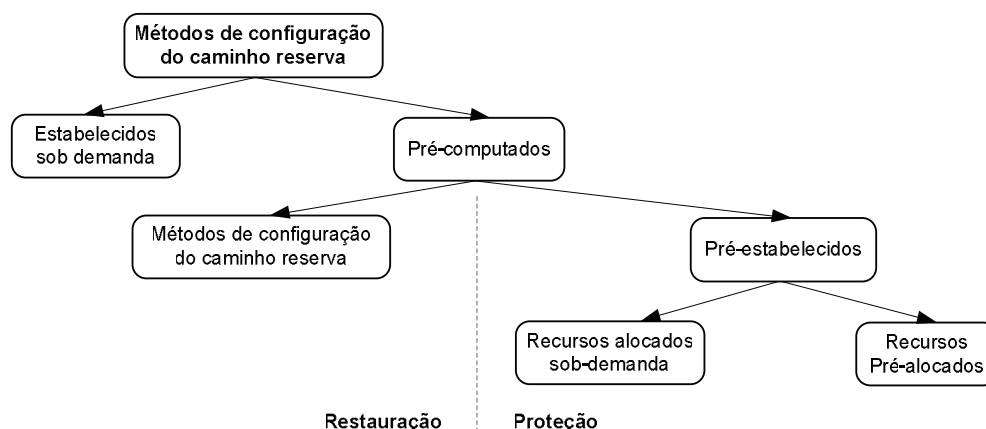 Métodos de configuração
do caminho reserva
Estabelecidos
sob demanda
Pré-computados
Métodos de configuração
do caminho reserva
Pré-estabelecidos
Recursos alocados
sob-demanda
Recursos
Pré-alocados
Restauração
Proteção